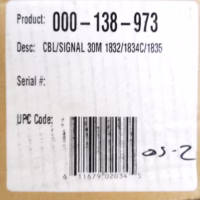 Product: 000-138-973
Desc: CBL/SIGNAL 30M 1832/1834C/1835
Serial#:
UPC Code:
6 11679 02034 5
05-2